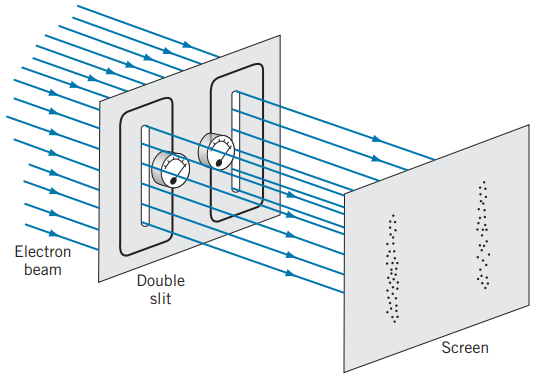 Electron
beam
Double
slit
Screen